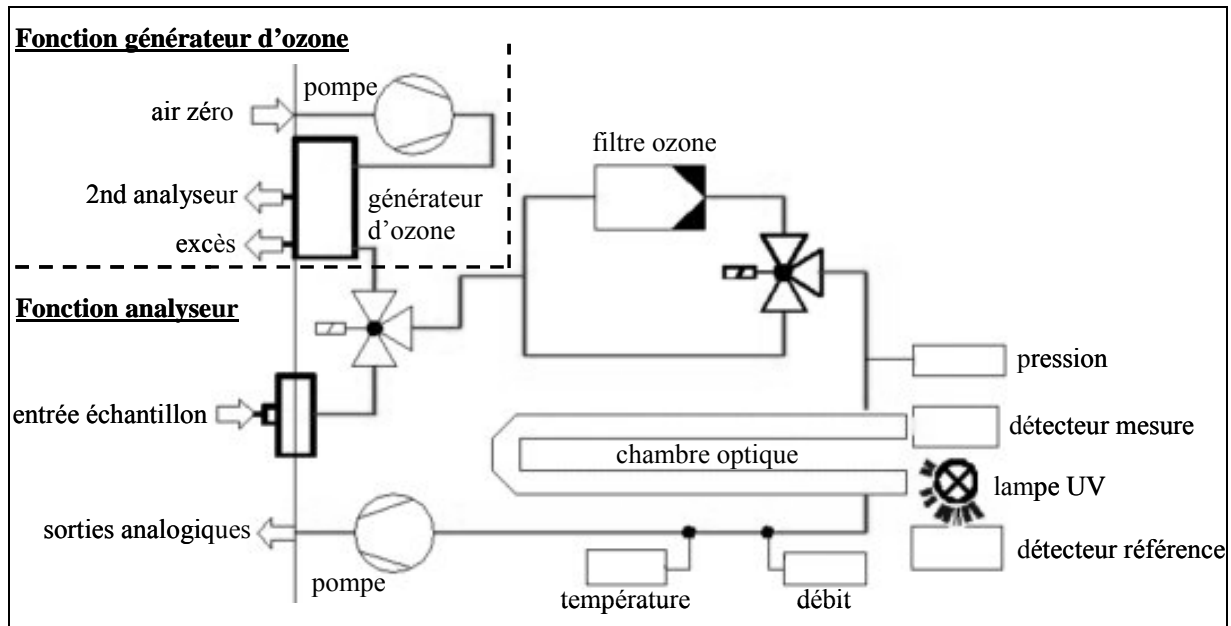 Fonction générateur d'ozone
pompe
air zéro
filtre ozone
2nd analyseur
générateur
d'ozone
excès
Fonction analyseur
pression
entrée échantillon
détecteur mesure
chambre optique
lampe UV
sorties analogiques
détecteur référence
pompe
température
débit